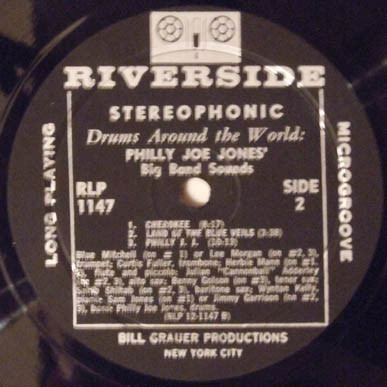 RIVERSIDE
STEREOPHONIC
Drums Around the World:
PHILLY JOE JONES'
Big Band Sounds
RLP
1147
SIDE
2
LONG PLAYING
MICROGROOVE
1. CHEROKEE (6:17)
2. LAND OF THE BLUE VEILS (3:38)
3. PHILLY J. J. (10:13)
Blue Mitchell (on # 1) or Lee Morgan (on #2, 3),
trumpet; Curtis Fuller, trombone; Herbie Mann (on #1,
flute and piccolo; Julian "Cannonball" Adderley
(on #2, 3), alto sax; Benny Golson (on #3), tenor sax;
Sahib Shihab (on #2, 3), baritone sax; Wynton Kelly,
piano; Sam Jones (on #1) or Jimmy Garrison (on #2,
3), bass; Philly Joe Jones, drums.
(RLP 12-1147 B)
BILL GRAUER PRODUCTIONS
NEW YORK CITY